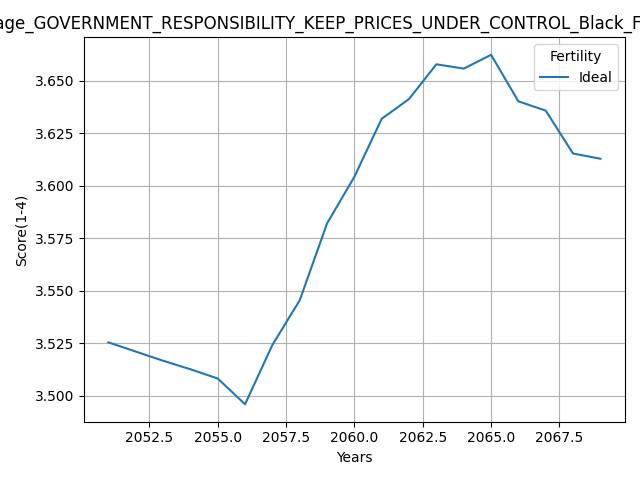 age_GOVERNMENT_RESPONSIBILITY_KEEP_PRICES_UNDER_CONTROL_Black_F
Fertility
Ideal
Score(1-4)
3.650
3.625
3.600
3.575
3.550
3.525
3.500
2052.5 2055.0 2057.5 2060.0 2062.5 2065.0 2067.5
Years